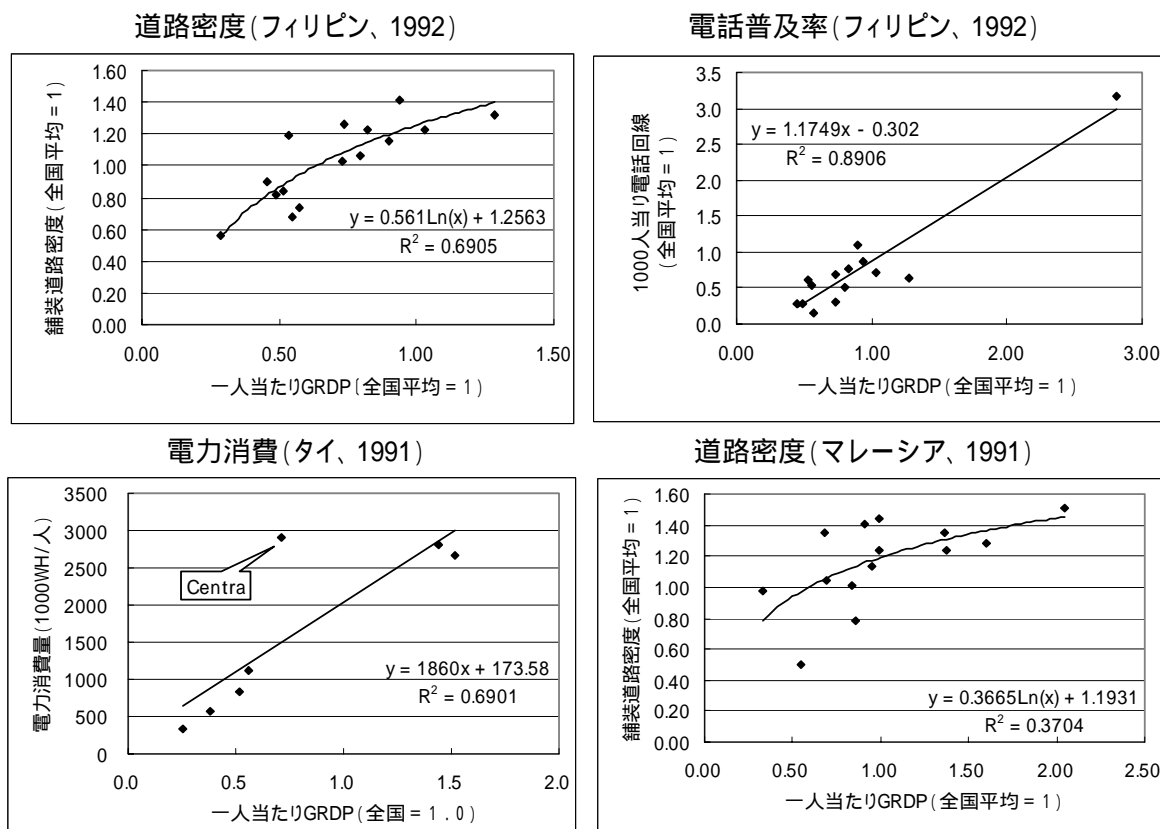 道路密度(フィリピン、1992)
舗装道路密度(全国平均=1)
1.60
1.40
1.20
1.00
0.80
0.60
0.40
0.20
0.00
y = 0.561Ln(x) + 1.2563
R² = 0.6905
0.00 0.50 1.00 1.50
一人当たりGRDP(全国平均=1)
電話普及率(フィリピン、1992)
1000人当り電話回線
(全国平均=1)
3.5
3.0
2.5
2.0
1.5
1.0
0.5
0.0
y = 1.1749x - 0.302
R² = 0.8906
0.00 1.00 2.00 3.00
一人当たりGRDP(全国平均=1)
電力消費(タイ、1991)
電力消費量(1000WH/人)
3500
3000
2500
2000
1500
1000
500
0
Centra
y = 1860x + 173.58
R² = 0.6901
0.0 0.5 1.0 1.5 2.0
一人当たりGRDP(全国=1.0)
道路密度(マレーシア、1991)
舗装道路密度(全国平均=1)
1.60
1.40
1.20
1.00
0.80
0.60
0.40
0.20
0.00
y = 0.3665Ln(x) + 1.1931
R² = 0.3704
0.00 0.50 1.00 1.50 2.00 2.50
一人当たりGRDP(全国平均=1)